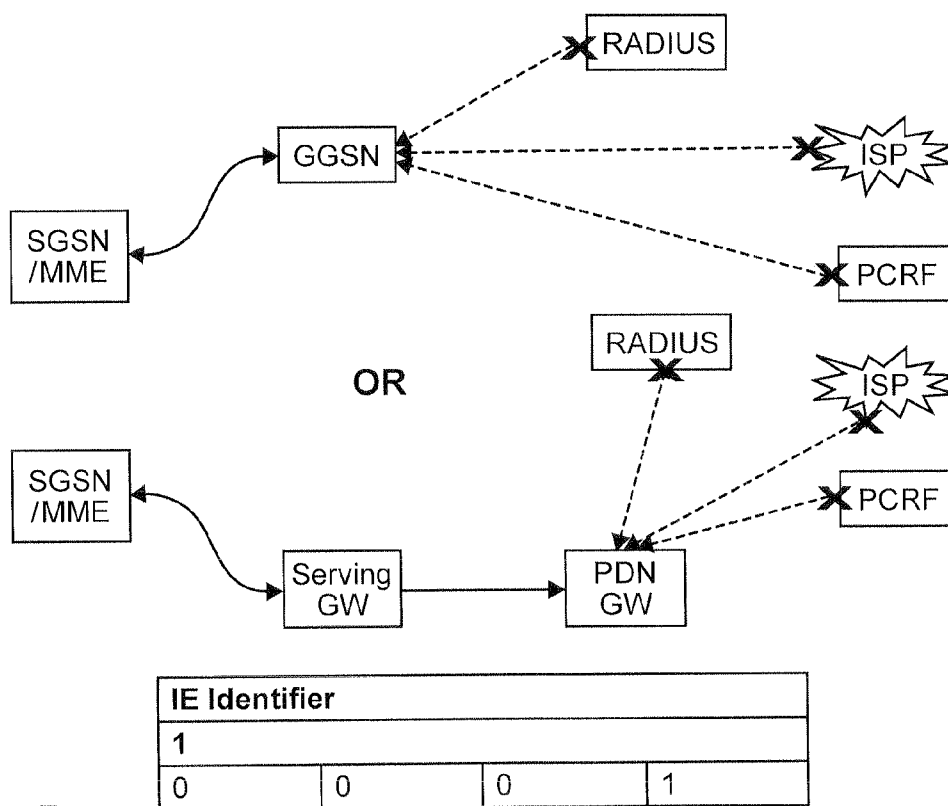 RADIUS
GGSN
ISP
SGSN
/MME
PCRF
RADIUS
OR
ISP
SGSN
/MME
PCRF
Serving
GW
PDN
GW
IE Identifier
1
0 0 0 1